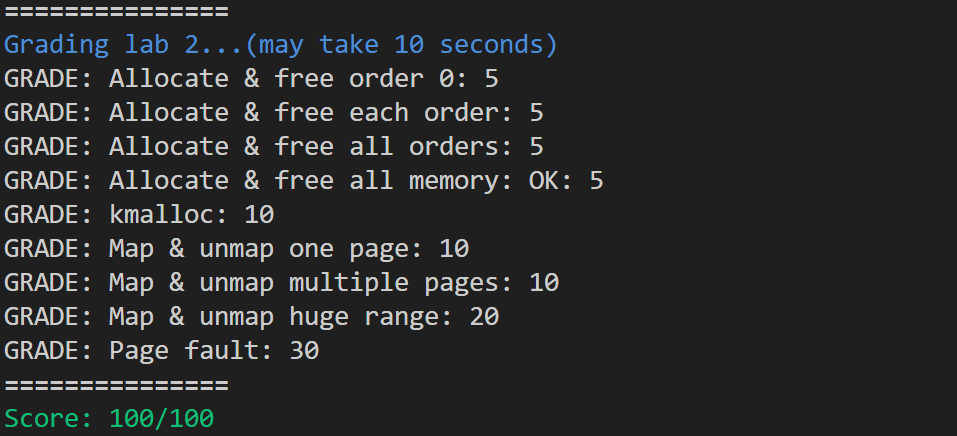 ===============
Grading lab 2...(may take 10 seconds)
GRADE: Allocate & free order 0: 5
GRADE: Allocate & free each order: 5
GRADE: Allocate & free all orders: 5
GRADE: Allocate & free all memory: OK: 5
GRADE: kmalloc: 10
GRADE: Map & unmap one page: 10
GRADE: Map & unmap multiple pages: 10
GRADE: Map & unmap huge range: 20
GRADE: Page fault: 30
===============
Score: 100/100